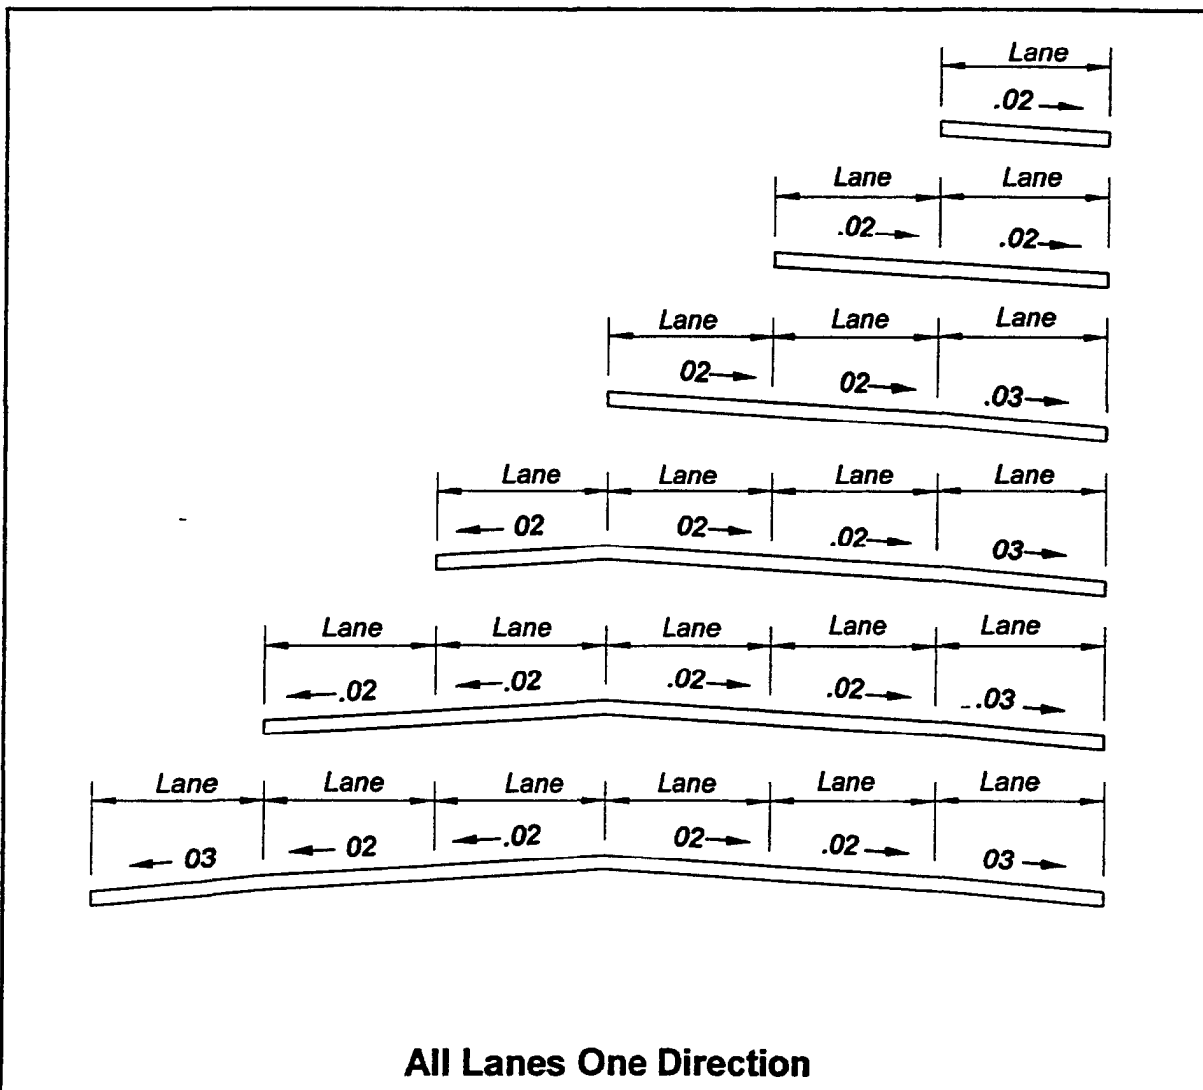 Lane
.02
Lane Lane
.02 .02
Lane Lane Lane
02 02 .03
Lane Lane Lane Lane
02 02 .02 03
Lane Lane Lane Lane Lane
.02 .02 .02 .02 .03
Lane Lane Lane Lane Lane Lane
03 02 .02 02 .02 03
All Lanes One Direction